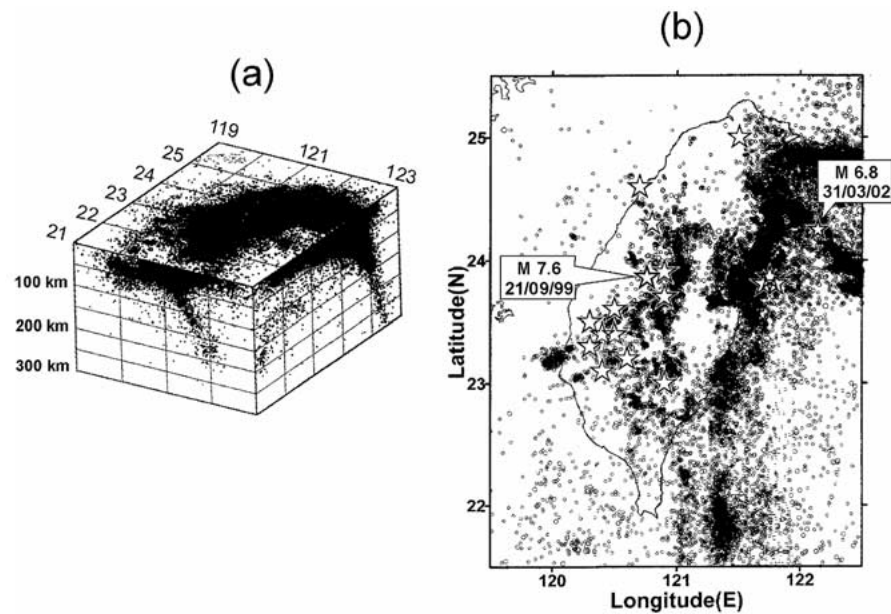 (a)
119
25
121
24
123
23
22
21
100 km
200 km
300 km
(b)
25
M 6.8
31/03/02
24
M 7.6
21/09/99
Latitude(N)
23
22
120
121
122
Longitude(E)